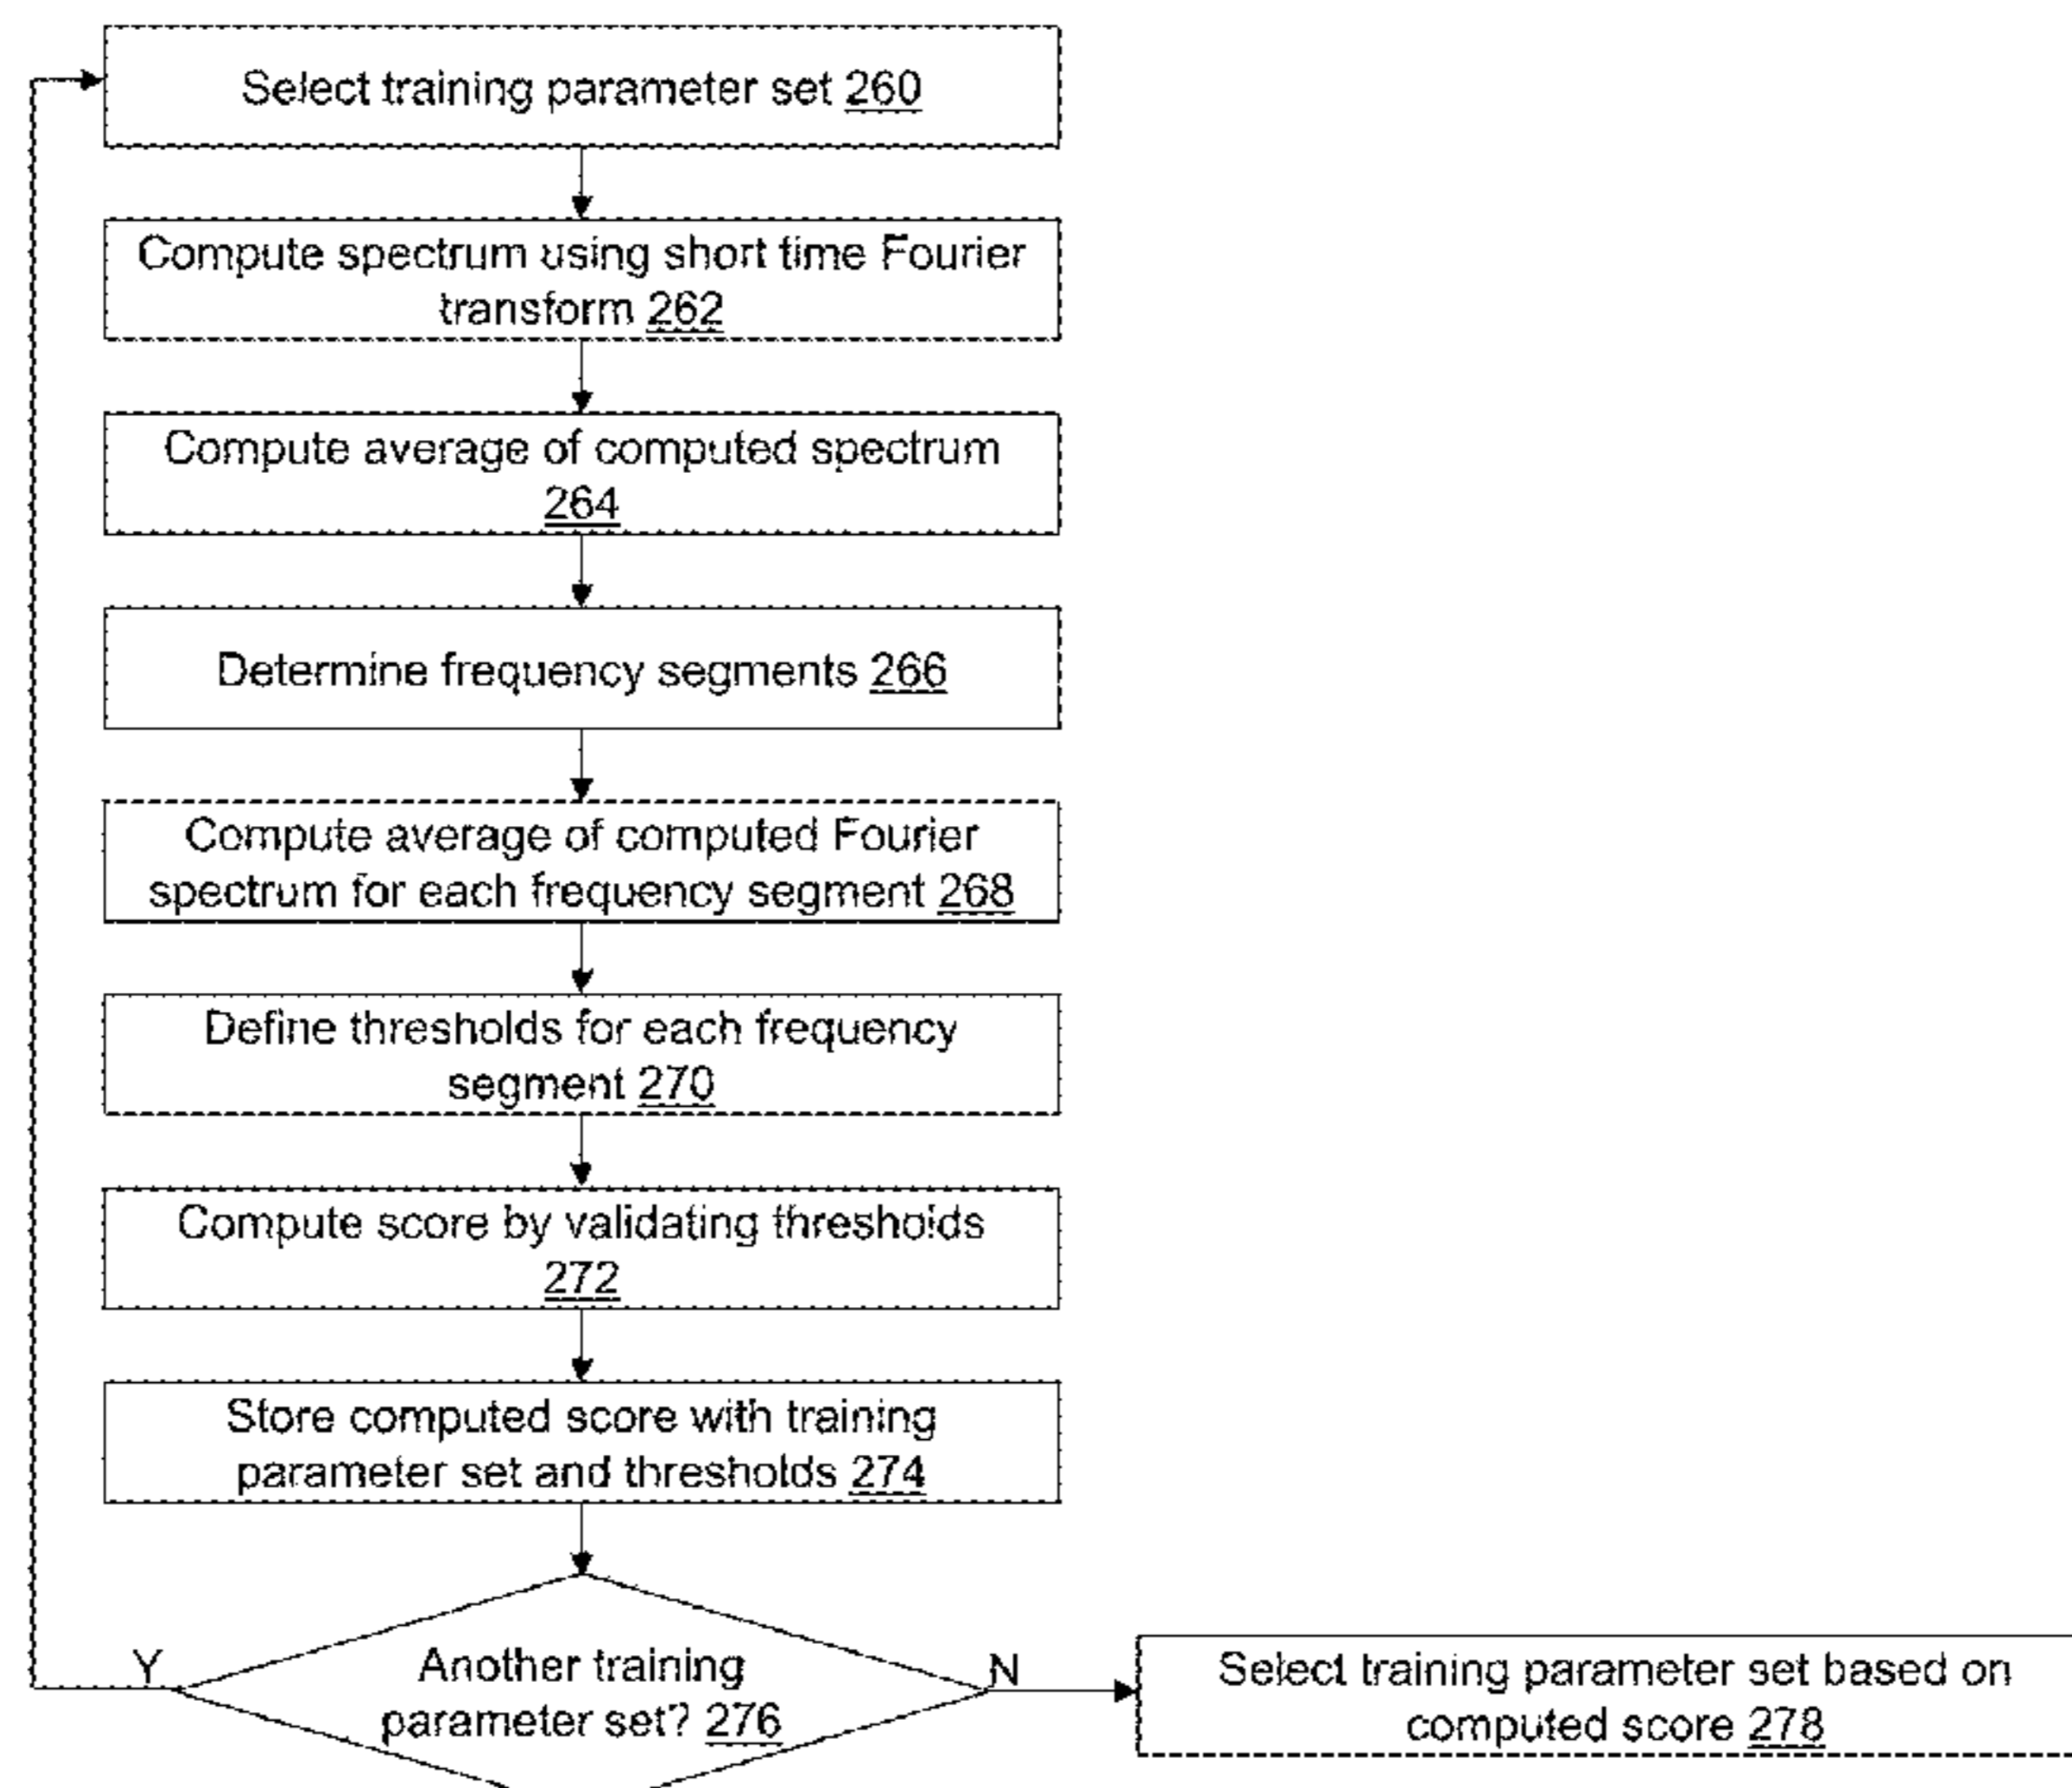 Select training parameter set 260
Compute spectrum using short time Fourier
transform 262
Compute average of computed spectrum
264
Determine frequency segments 266
Compute average of computed Fourier
spectrum for each frequency segment 268
Define thresholds for each frequency
segment 270
Compute score by validating thresholds
272
Store computed score with training
parameter set and thresholds 274
Y
Another training
parameter set? 276
N
Select training parameter set based on
computed score 278